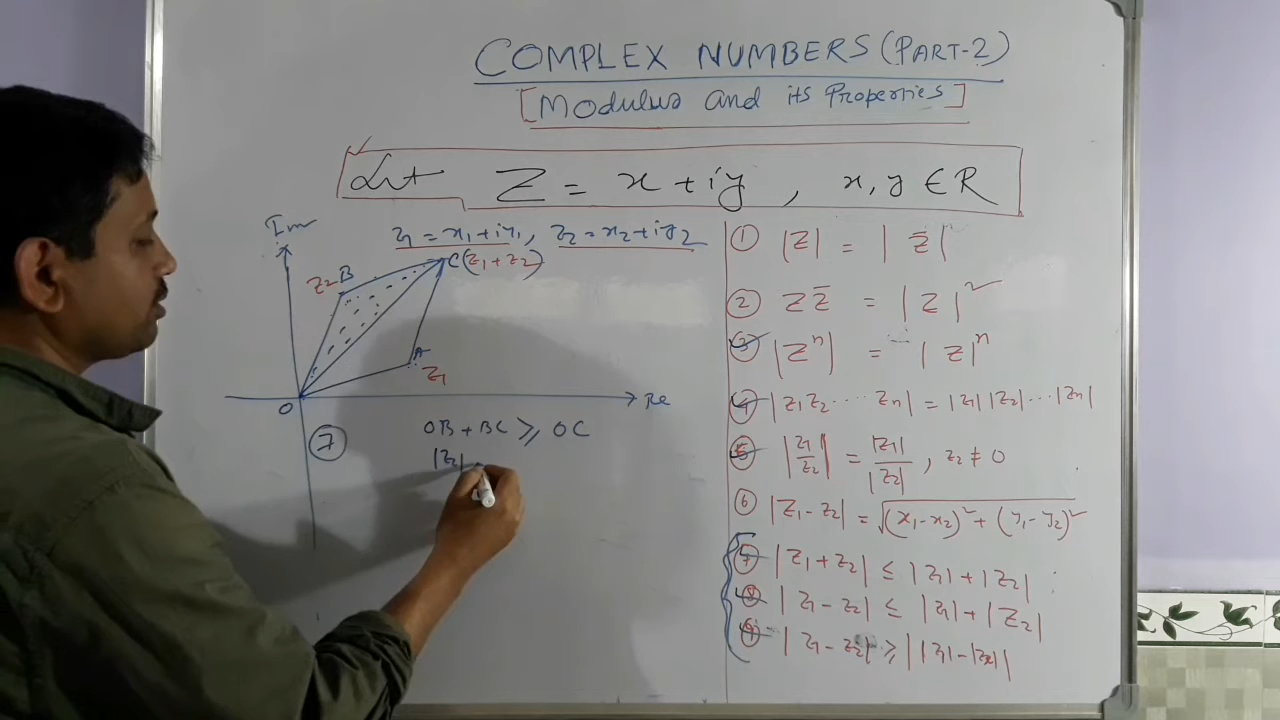 COMPLEX NUMBERS (PART-2)
[Modulus and its Properties]
Let Z = x + iy , x, y ∈ R
Im
z1 = x1 + iy1, z2 = x2 + iy2
C(z1 + z2)
z2 B
A
z1
O
Re
⑦ OB + BC ⩾ OC
|z2|
① |z| = | z̄ |
② z z̄ = | z |²
③ |zⁿ| = | z |ⁿ
④ |z1 z2 ···· zn| = |z1| |z2| ... |zn|
⑤ |z1/z2| = |z1|/|z2| , z2 ≠ 0
⑥ |z1 - z2| = √((x1 - x2)² + (y1 - y2)²)
⑦ |z1 + z2| ≤ |z1| + |z2|
⑧ | z1 - z2| ≤ |z1| + |z2|
⑨ | z1 - z2| ⩾ | |z1| - |z2| |